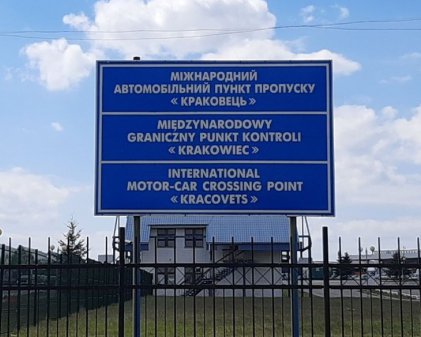 МІЖНАРОДНИЙ
АВТОМОБІЛЬНИЙ ПУНКТ ПРОПУСКУ
« КРАКОВЕЦЬ »
MIĘDZYNARODOWY
GRANICZNY PUNKT KONTROLI
« KRAKOWIEC »
INTERNATIONAL
MOTOR-CAR CROSSING POINT
« KRACOVETS »